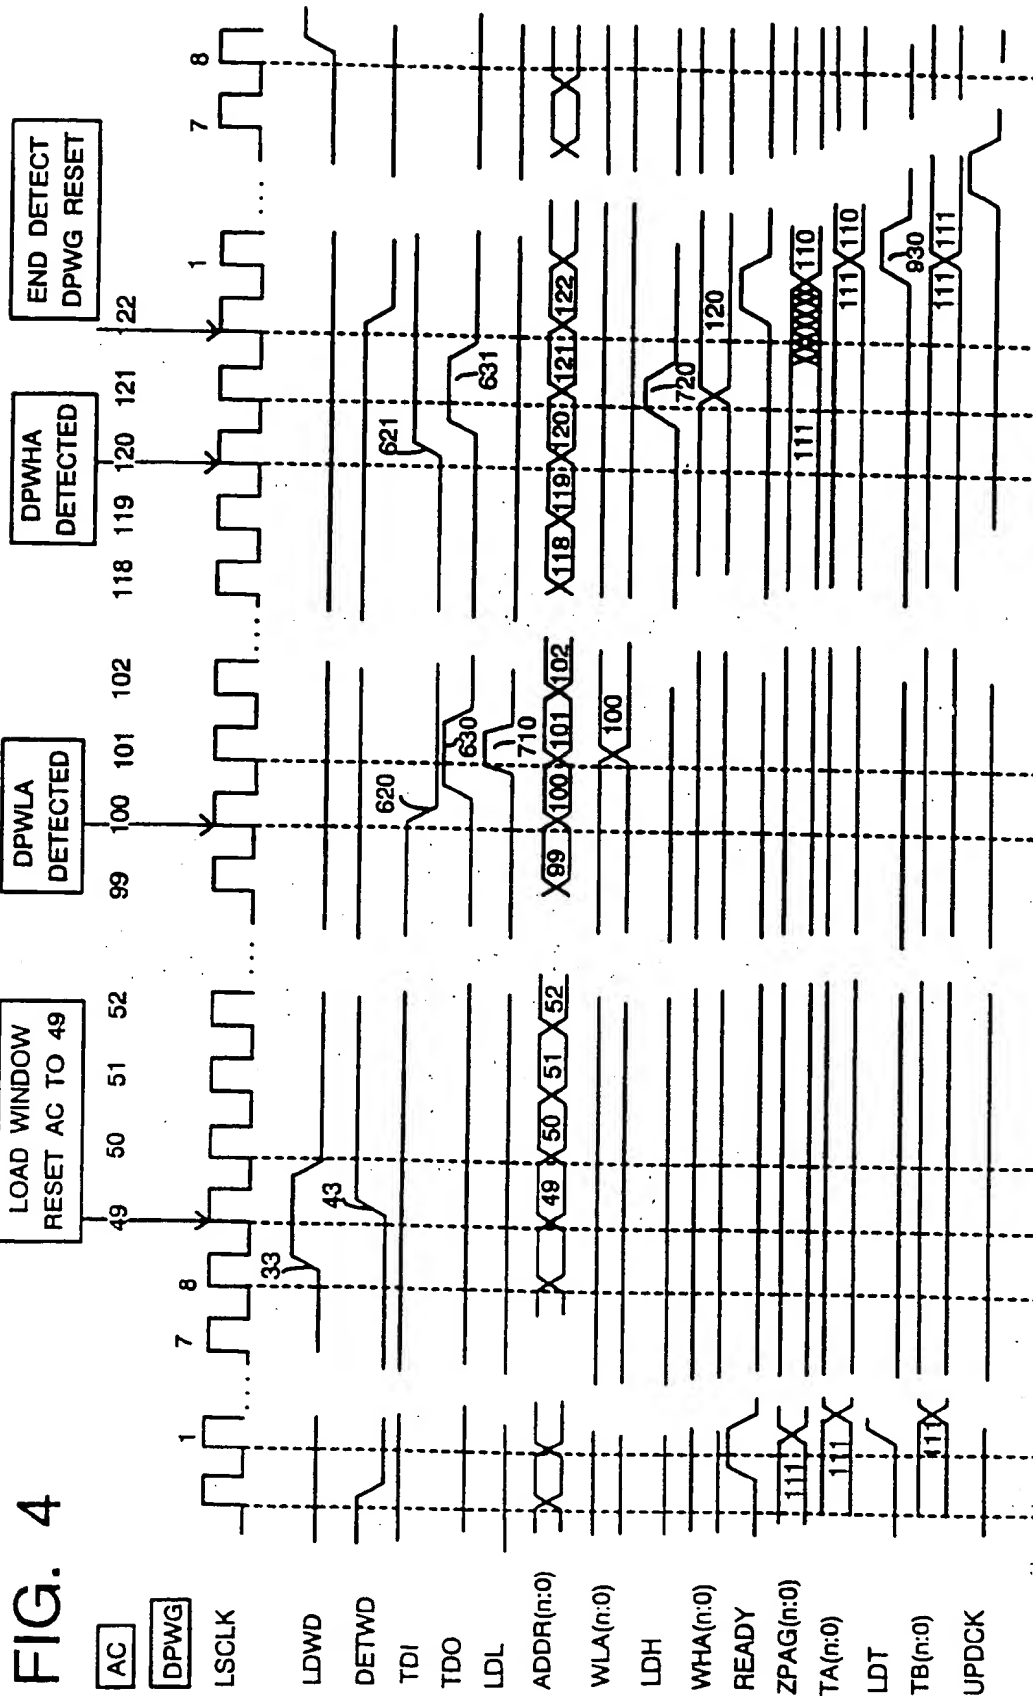 FIG. 4
LOAD WINDOW
RESET AC TO 49
DPWLA
DETECTED
DPWHA
DETECTED
END DETECT
DPWG RESET
AC 49 50 51 52 99 100 101 102 118 119 120 121 122
DPWG 1 7 8 1 7 8
LSCLK
LDWD 33
DETWD 43
TDI 620 621
TDO 630 631
LDL 710
ADDR(n:0) 49 50 51 52 99 100 101 102 118 119 120 121 122
WLA(n:0) 100
LDH 720
WHA(n:0) 120
READY
ZPAG(n:0) 111 111 110
TA(n:0) 111 111 110
LDT 930
TB(n:0) 111 111 111
UPDCK